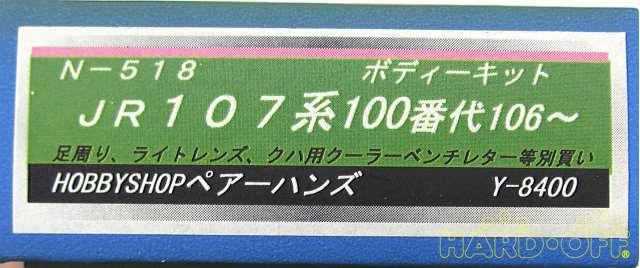 N-518 ボディーキット
JR107系100番代106～
足周り、ライトレンズ、クハ用クーラーベンチレター等別買い
HOBBYSHOPペアーハンズ Y-8400
HARD・OFF